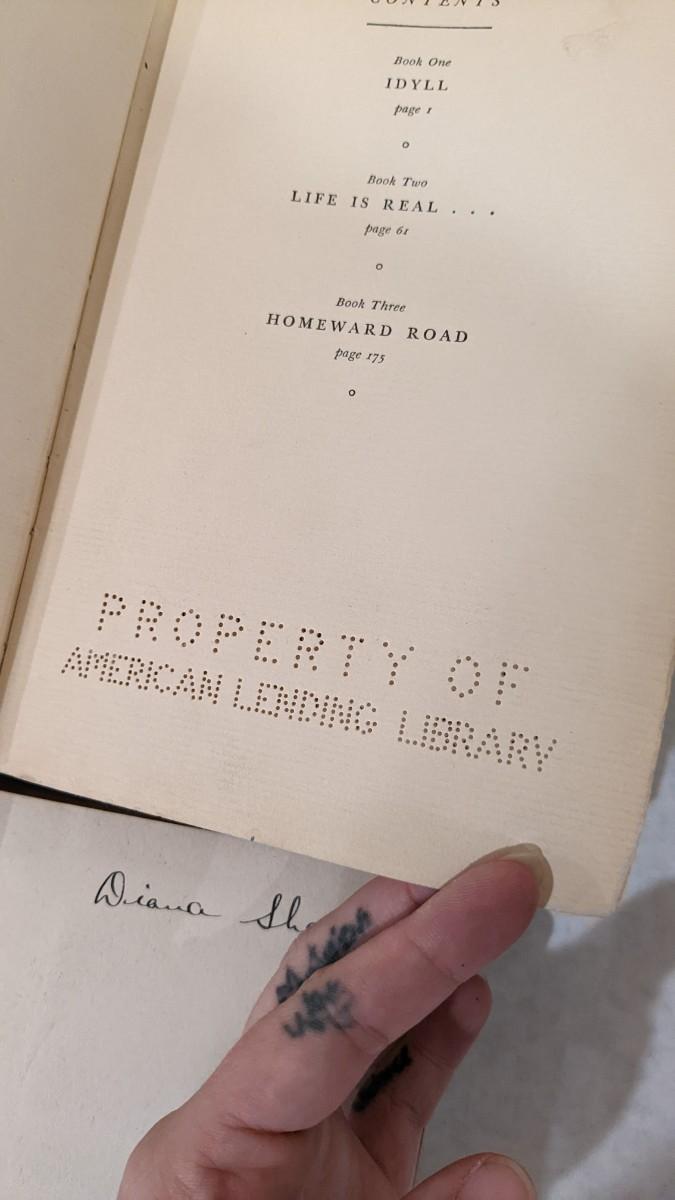 CONTENTS
Book One
IDYLL
page 1
Book Two
LIFE IS REAL . . .
page 61
Book Three
HOMEWARD ROAD
page 175
PROPERTY OF
AMERICAN LENDING LIBRARY
Diana